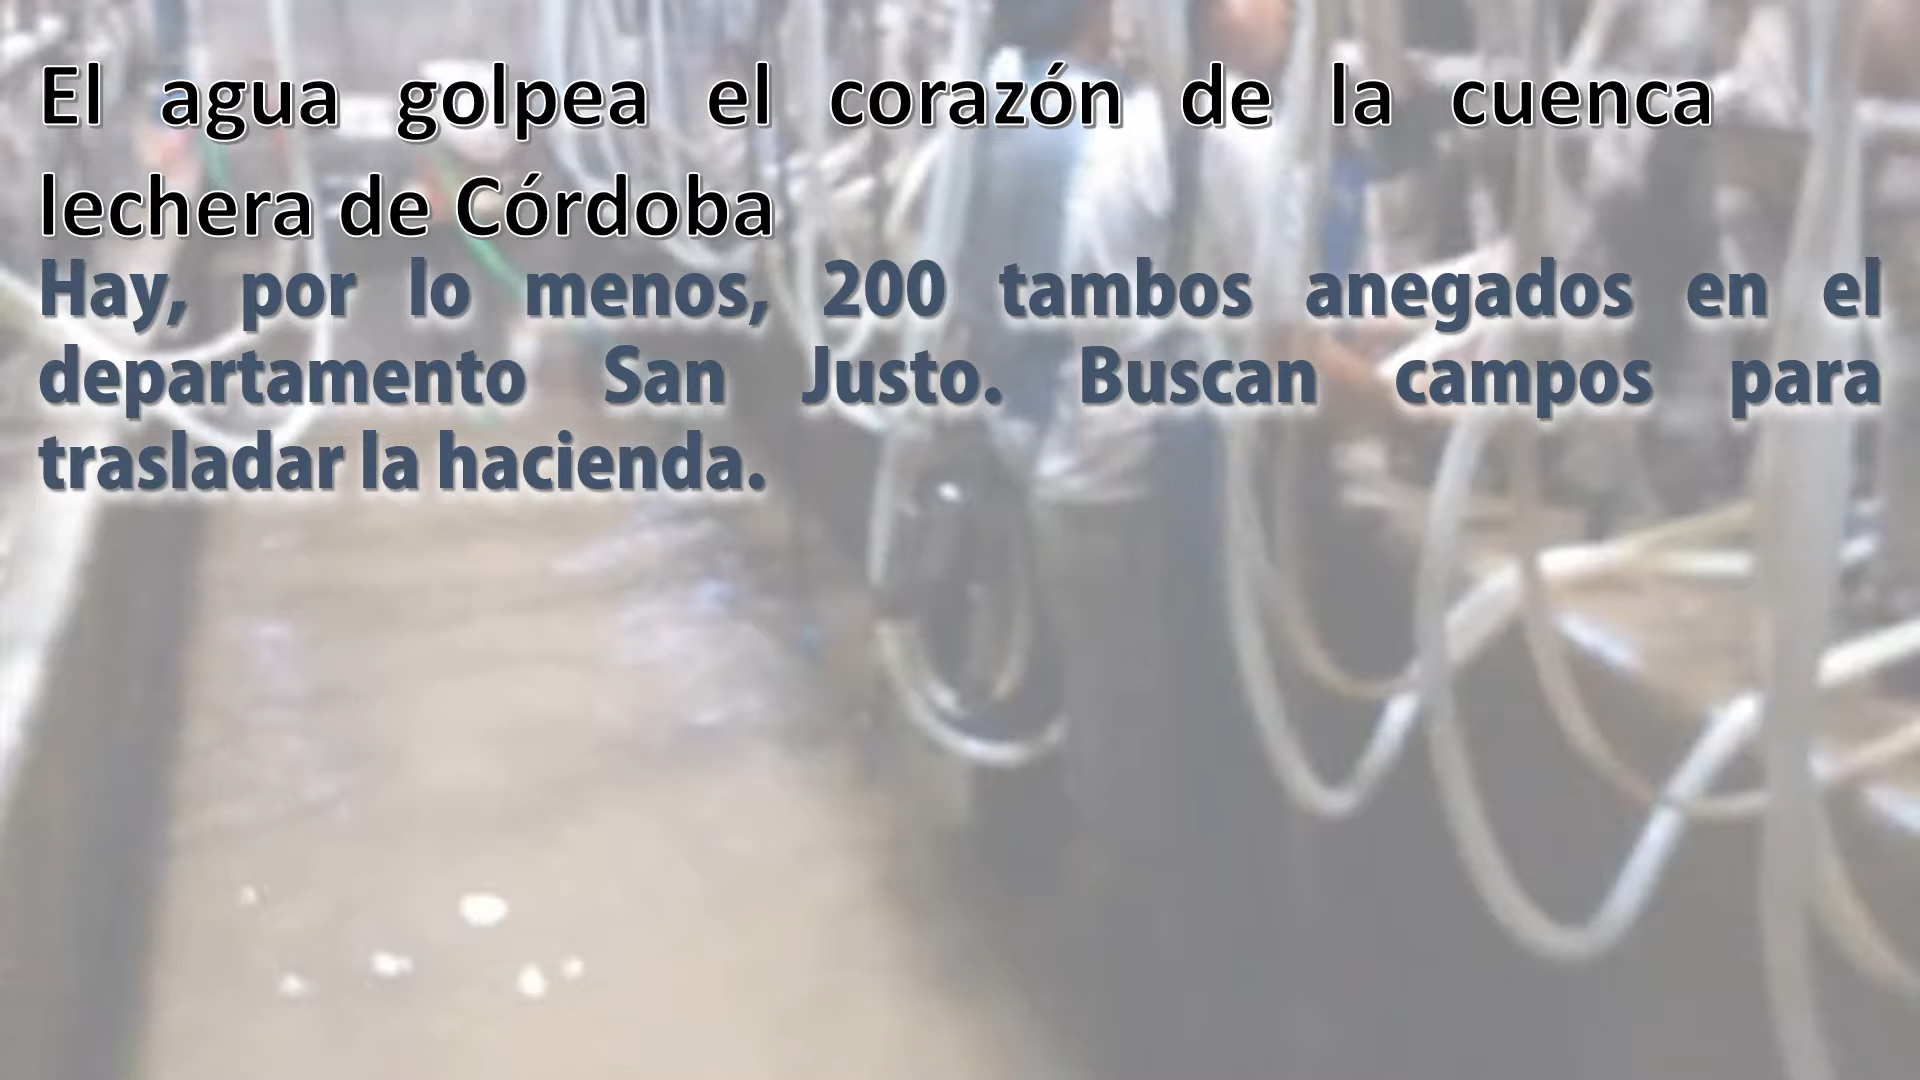 El agua golpea el corazón de la cuenca
lechera de Córdoba
Hay, por lo menos, 200 tambos anegados en el
departamento San Justo. Buscan campos para
trasladar la hacienda.